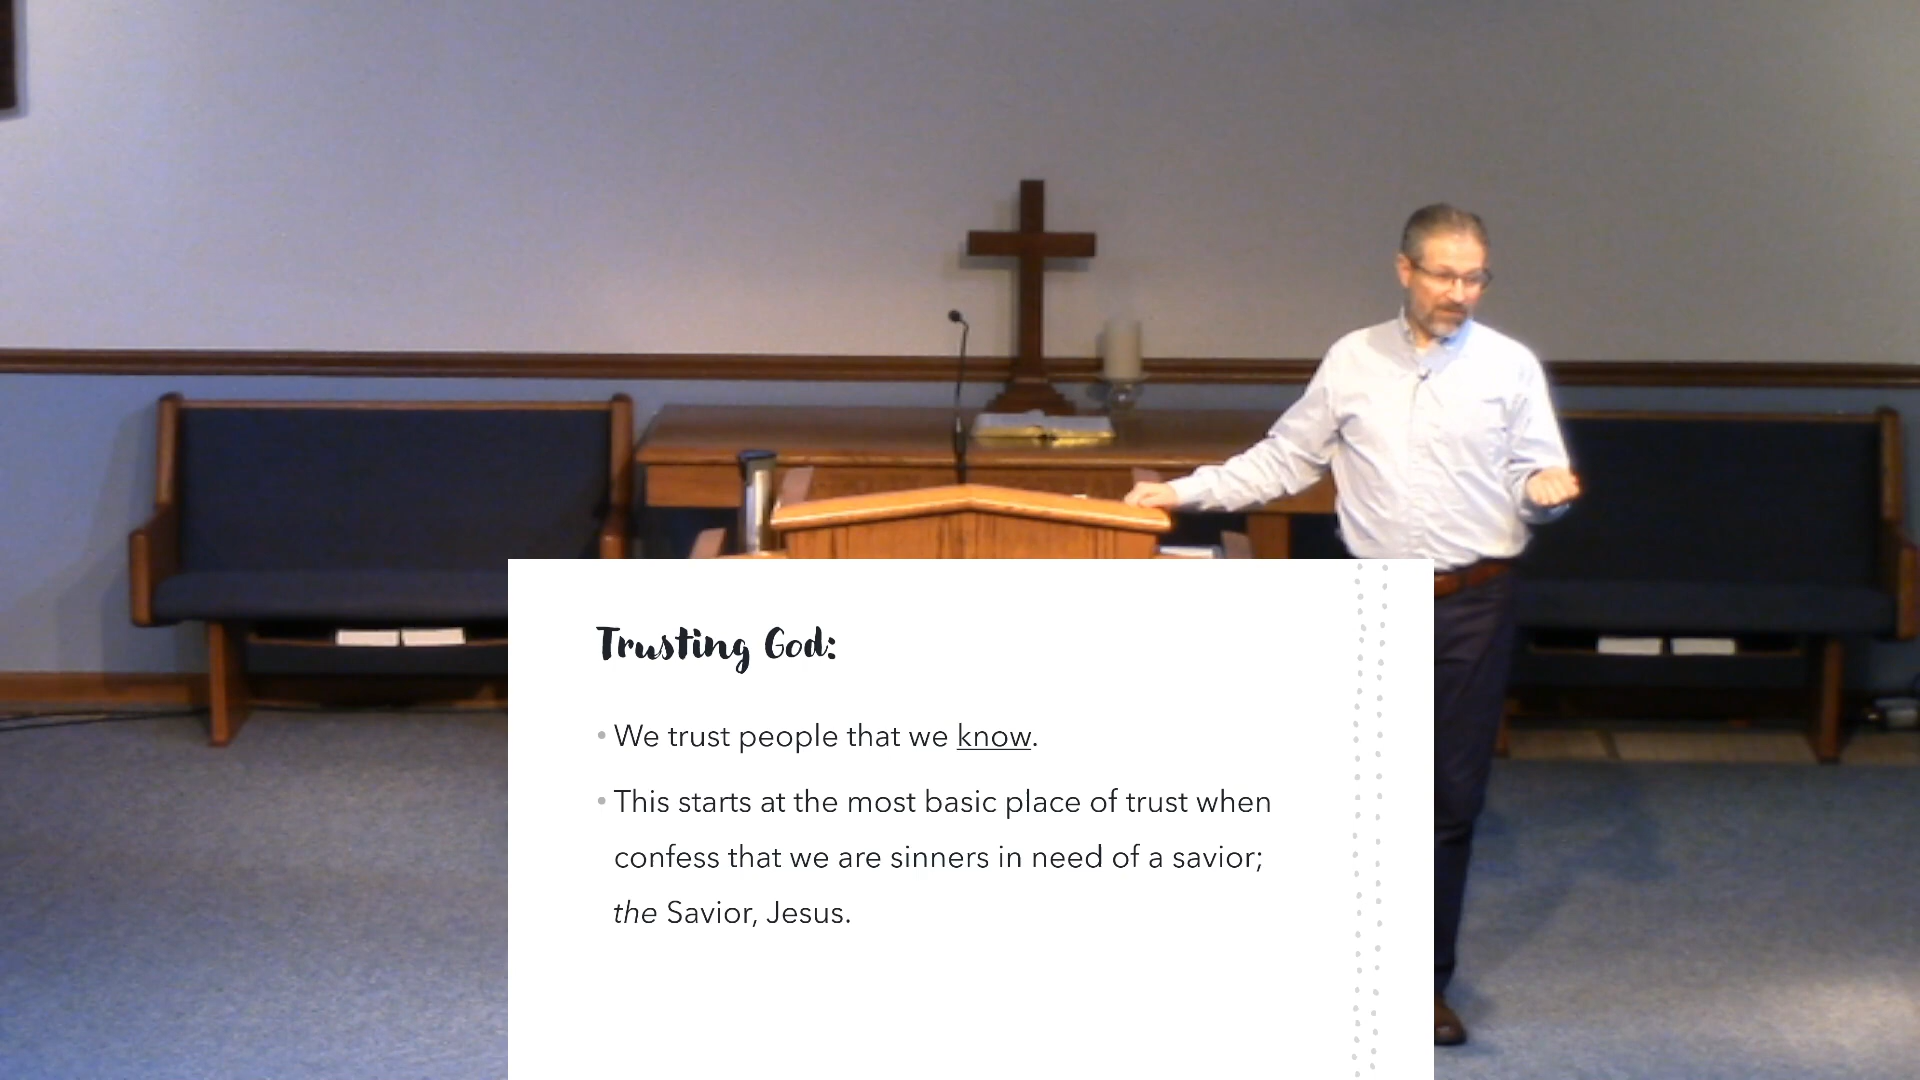 Trusting God:
• We trust people that we know.
• This starts at the most basic place of trust when
confess that we are sinners in need of a savior;
the Savior, Jesus.